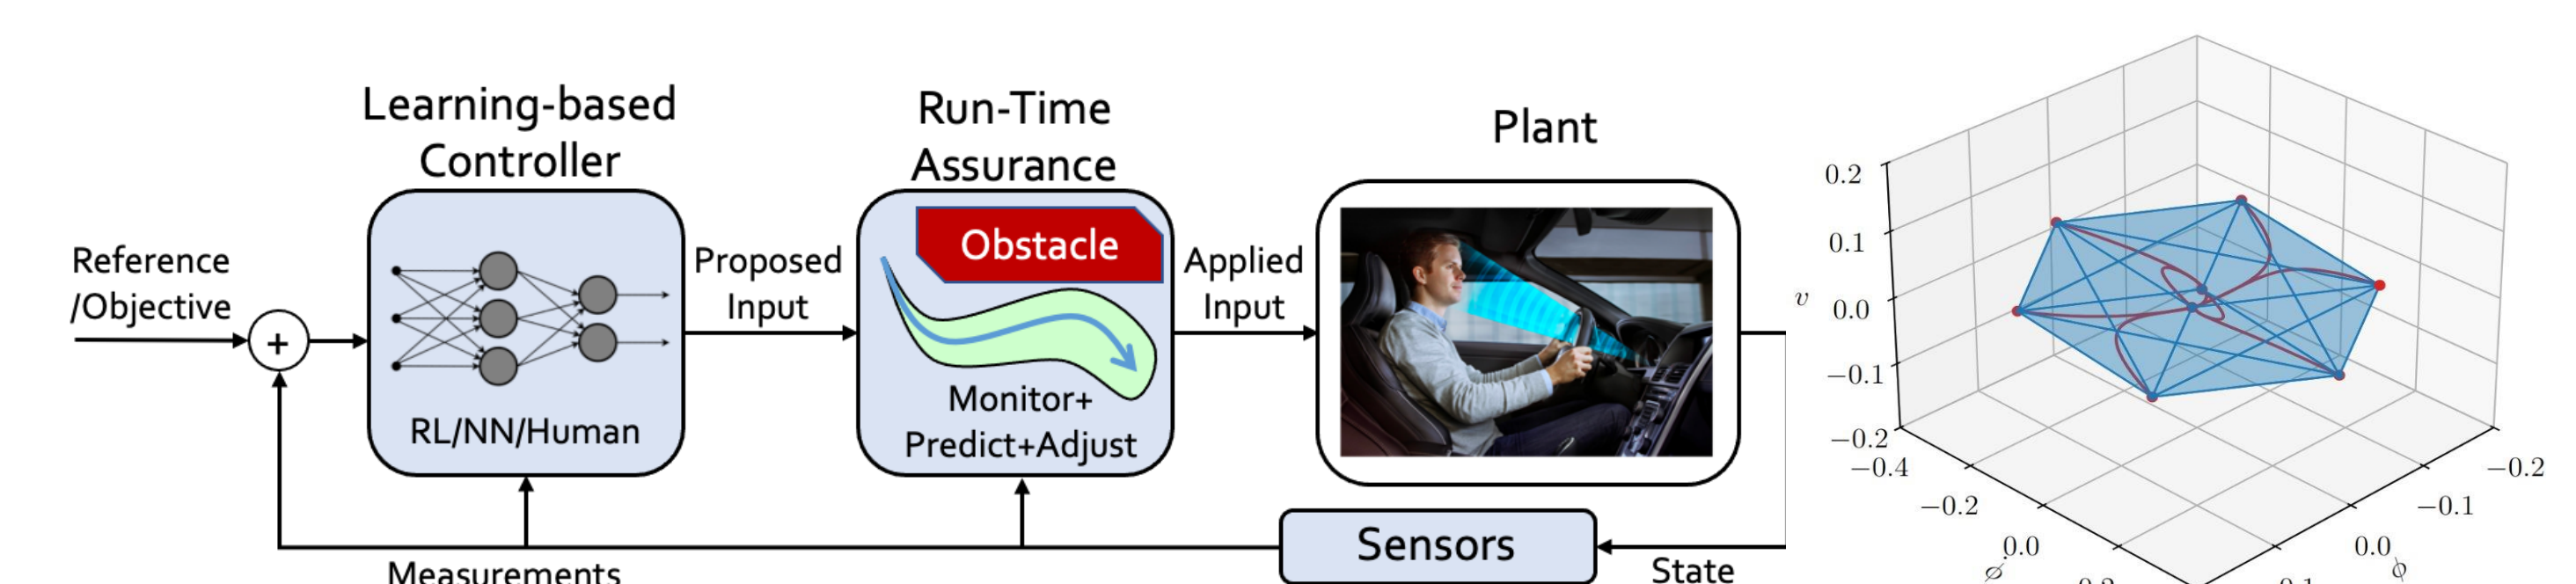 Learning-based
Controller
Run-Time
Assurance
Plant
Reference
/Objective
+
RL/NN/Human
Proposed
Input
Obstacle
Monitor+
Predict+Adjust
Applied
Input
Sensors
Measurements
State
0.2
0.1
v
0.0
−0.1
−0.2
−0.4
−0.2
0.0
−0.2
−0.1
0.0
ϕ